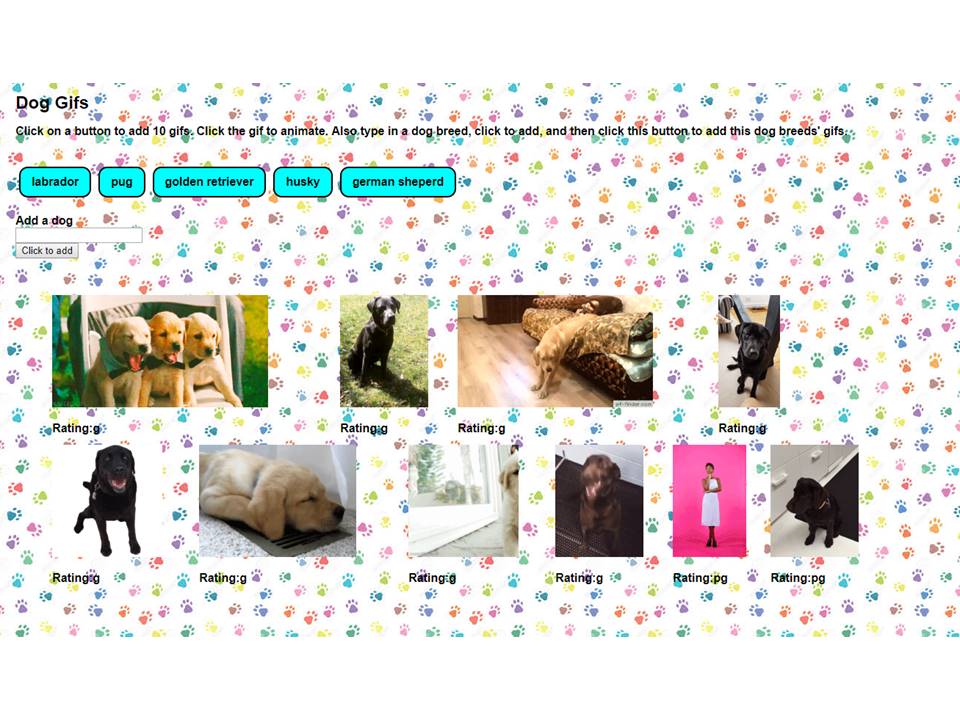 Dog Gifs
Click on a button to add 10 gifs. Click the gif to animate. Also type in a dog breed, click to add, and then click this button to add this dog breeds' gifs.
labrador pug golden retriever husky german sheperd
Add a dog
Click to add
Rating:g Rating:g Rating:g Rating:g
Rating:g Rating:g Rating:g Rating:g Rating:pg Rating:pg